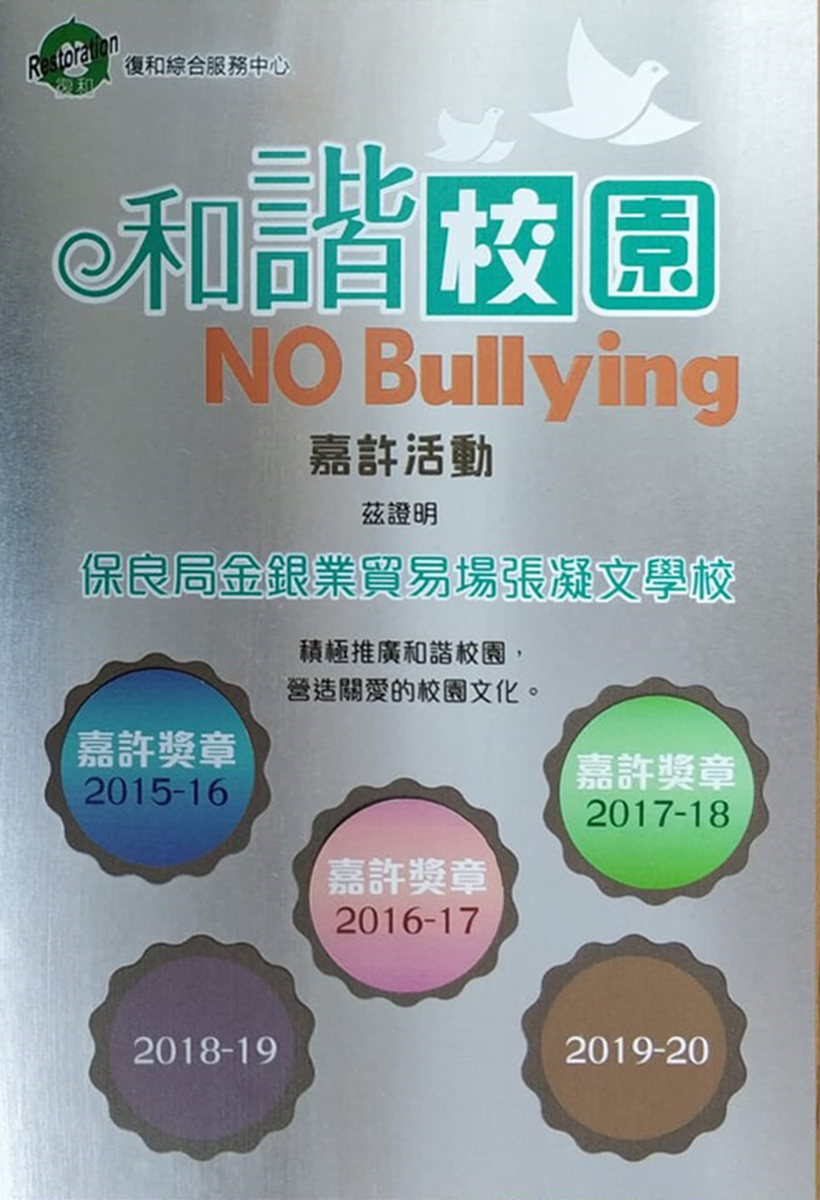 Restoration
復和
復和綜合服務中心
和諧校園
NO Bullying
嘉許活動
茲證明
保良局金銀業貿易場張凝文學校
積極推廣和諧校園，
營造關愛的校園文化。
嘉許獎章
2015-16
嘉許獎章
2017-18
嘉許獎章
2016-17
2018-19
2019-20